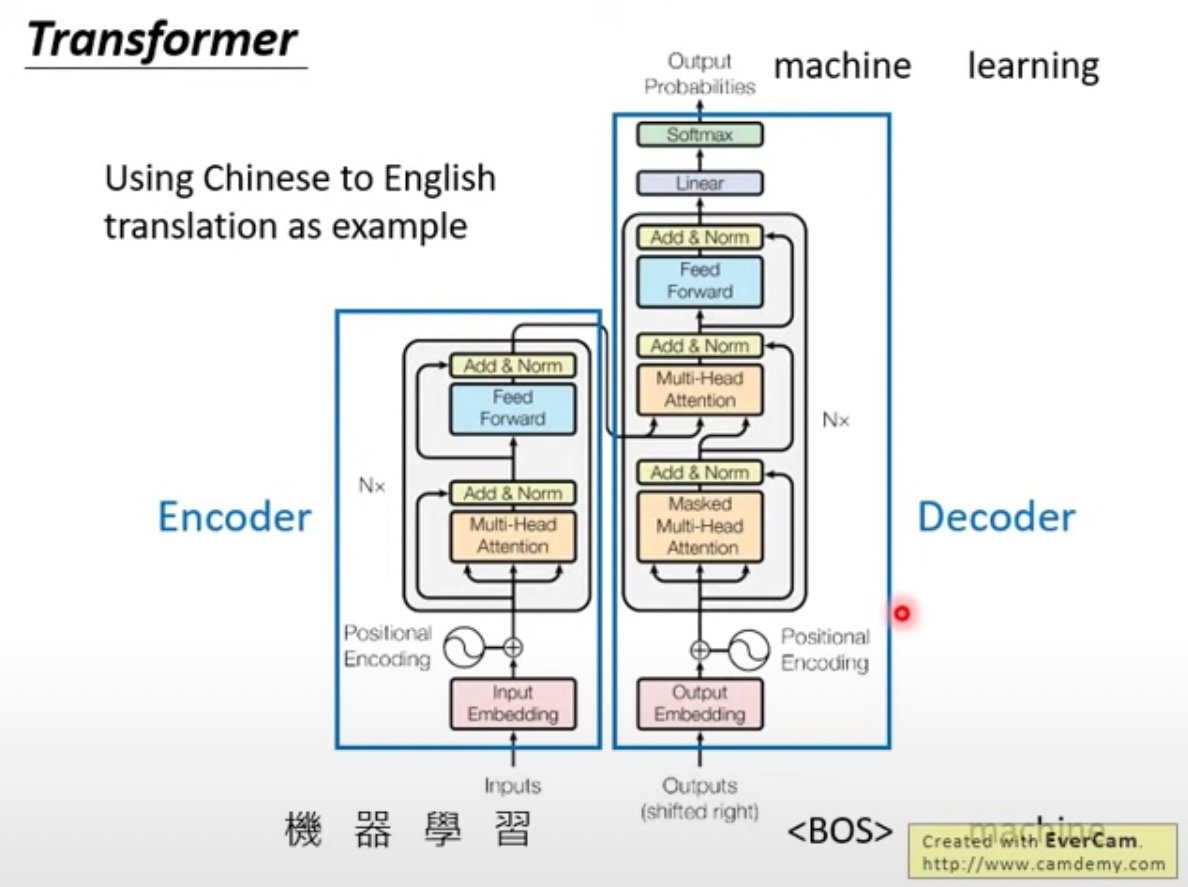 Transformer
Output
Probabilities
machine learning
Softmax
Linear
Using Chinese to English
translation as example
Add & Norm
Feed
Forward
Add & Norm
Multi-Head
Attention
Nx
Add & Norm
Masked
Multi-Head
Attention
Decoder
Add & Norm
Feed
Forward
Nx
Add & Norm
Multi-Head
Attention
Encoder
Positional
Encoding
Input
Embedding
Inputs
機 器 學 習
Positional
Encoding
Output
Embedding
Outputs
(shifted right)
<BOS> machine
Created with EverCam.
http://www.camdemy.com